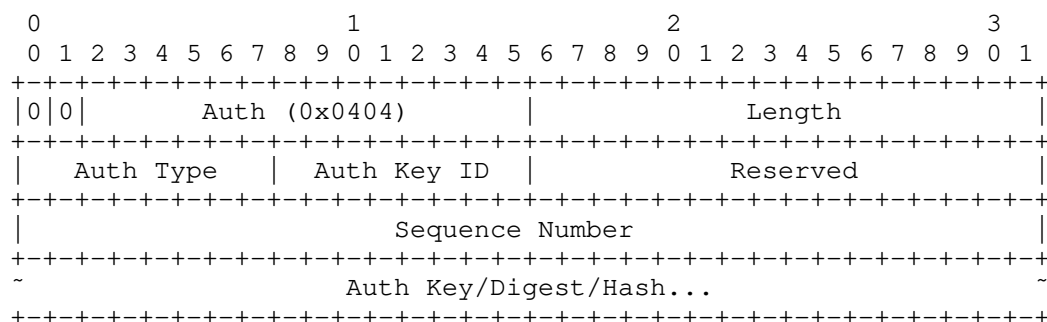 0                   1                   2                   3
 0 1 2 3 4 5 6 7 8 9 0 1 2 3 4 5 6 7 8 9 0 1 2 3 4 5 6 7 8 9 0 1
+-+-+-+-+-+-+-+-+-+-+-+-+-+-+-+-+-+-+-+-+-+-+-+-+-+-+-+-+-+-+-+-+
|0|0|       Auth (0x0404)       |             Length            |
+-+-+-+-+-+-+-+-+-+-+-+-+-+-+-+-+-+-+-+-+-+-+-+-+-+-+-+-+-+-+-+-+
|   Auth Type   |  Auth Key ID  |            Reserved           |
+-+-+-+-+-+-+-+-+-+-+-+-+-+-+-+-+-+-+-+-+-+-+-+-+-+-+-+-+-+-+-+-+
|                       Sequence Number                         |
+-+-+-+-+-+-+-+-+-+-+-+-+-+-+-+-+-+-+-+-+-+-+-+-+-+-+-+-+-+-+-+-+
~                    Auth Key/Digest/Hash...                    ~
+-+-+-+-+-+-+-+-+-+-+-+-+-+-+-+-+-+-+-+-+-+-+-+-+-+-+-+-+-+-+-+-+